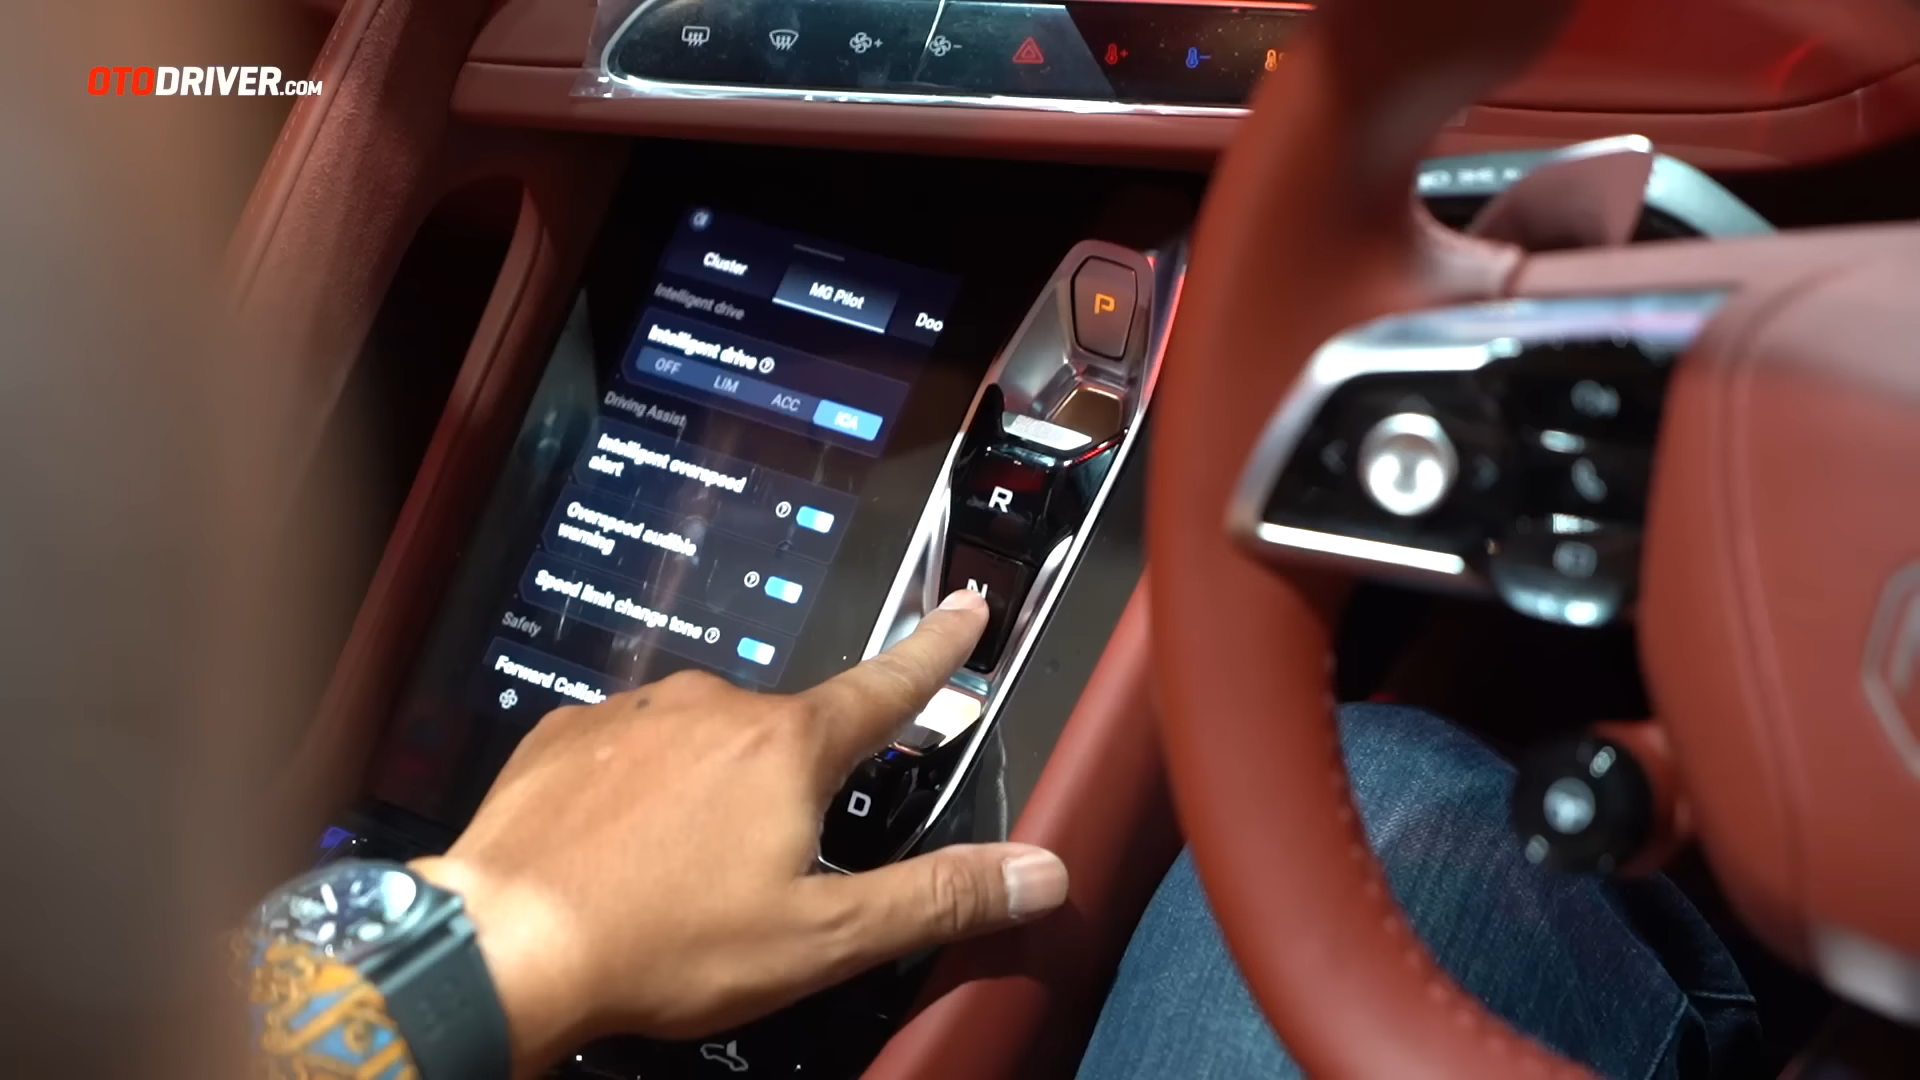 OTODRIVER.COM
Cluster
MG Pilot
Doo
Intelligent drive
Intelligent drive
OFF
LIM
ACC
ICA
Driving Assist
Intelligent overspeed
alert
Overspeed audible
warning
Speed limit change tone
Safety
Forward Collisio
P
R
N
D